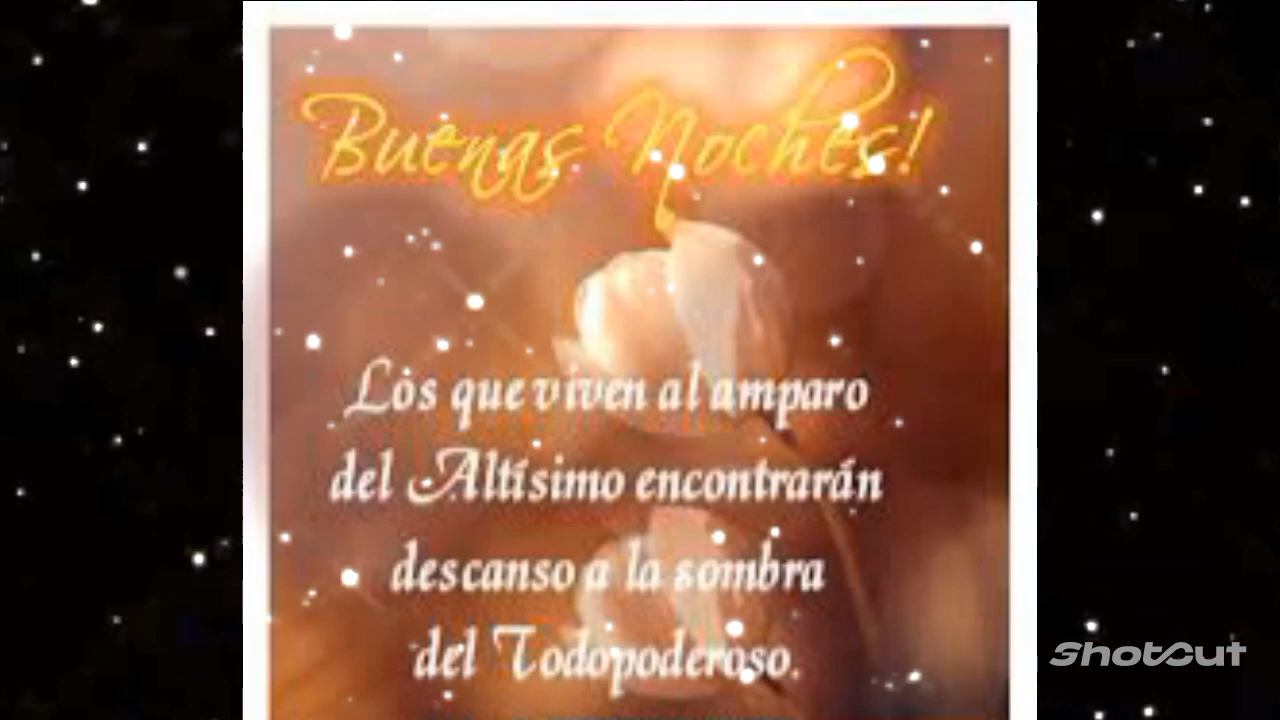 Buenas Noches!
Los que viven al amparo
del Altísimo encontrarán
descanso a la sombra
del Todopoderoso.
ShotCut